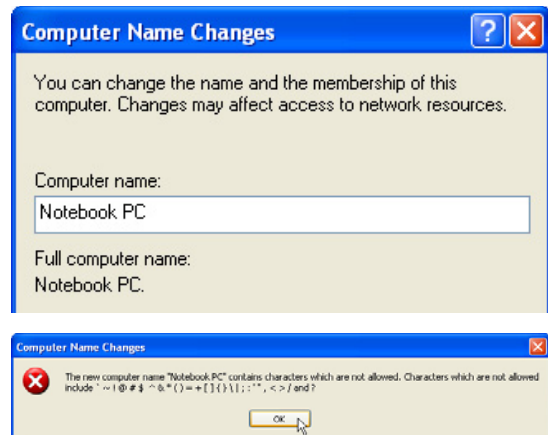 Computer Name Changes
You can change the name and the membership of this
computer. Changes may affect access to network resources.
Computer name:
Notebook PC
Full computer name:
Notebook PC.
Computer Name Changes
The new computer name "Notebook PC" contains characters which are not allowed. Characters which are not allowed
include ` ~ ! @ # $ ^ & * ( ) = + [ ] { } \ | ; : ' " , < > / and ?
OK